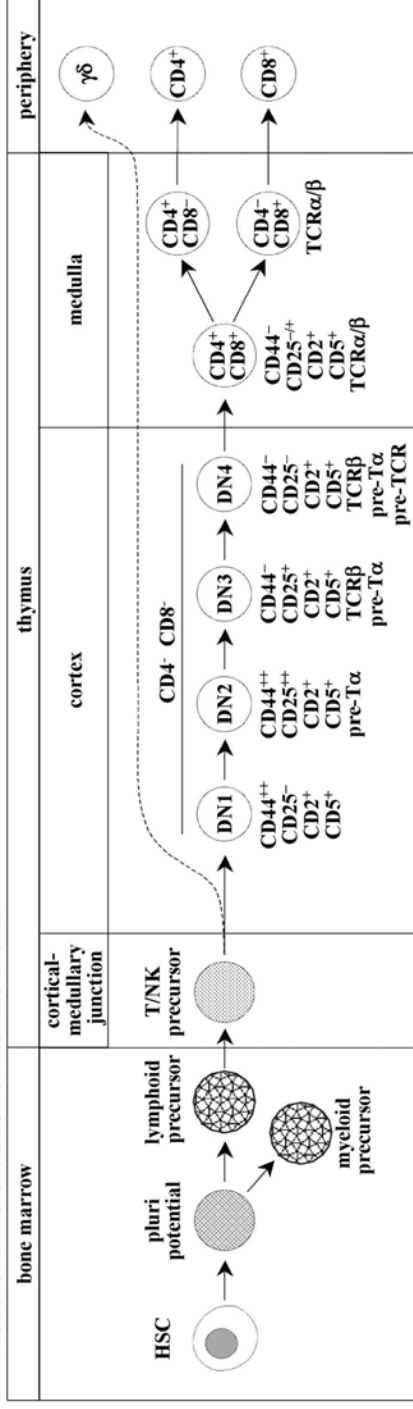 bone marrow
thymus
periphery
cortical-
medullary
junction
cortex
medulla
HSC
pluri
potential
lymphoid
precursor
myeloid
precursor
T/NK
precursor
CD4⁻ CD8⁻
DN1
CD44⁺⁺
CD25⁻
CD2⁺
CD5⁺
DN2
CD44⁺⁺
CD25⁺⁺
CD2⁺
CD5⁺
pre-Tα
DN3
CD44⁻
CD25⁺
CD2⁺
CD5⁺
TCRβ
pre-Tα
DN4
CD44⁻
CD25⁻
CD2⁺
CD5⁺
TCRβ
pre-Tα
pre-TCR
CD4⁺
CD8⁺
CD44⁻
CD25⁻/⁺
CD2⁺
CD5⁺
TCRα/β
CD4⁺
CD8⁻
CD4⁻
CD8⁺
TCRα/β
γδ
CD4⁺
CD8⁺